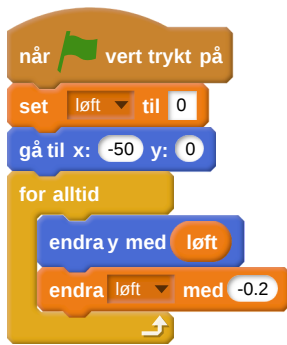 når vert trykt på
set løft til 0
gå til x: -50 y: 0
for alltid
endra y med løft
endra løft med -0.2